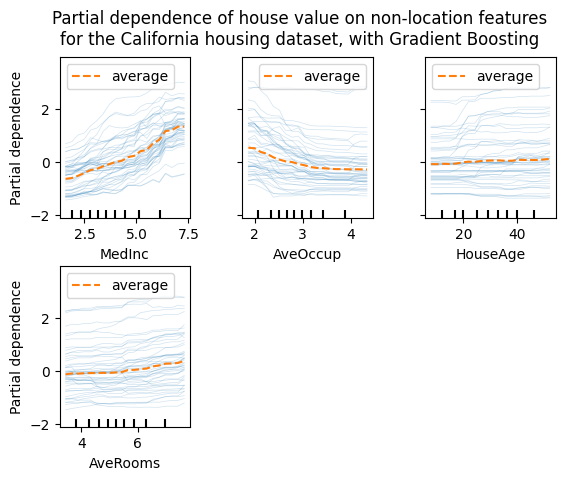 Partial dependence of house value on non-location features
for the California housing dataset, with Gradient Boosting
Partial dependence
2
0
−2
average
2.5
5.0
7.5
MedInc
average
2
3
4
AveOccup
average
20
40
HouseAge
Partial dependence
2
0
−2
average
4
6
AveRooms